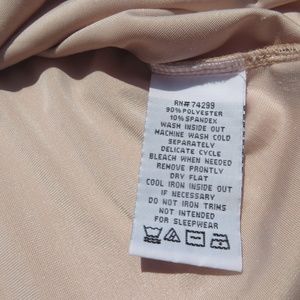 RN# 74299
90% POLYESTER
10% SPANDEX
WASH INSIDE OUT
MACHINE WASH COLD
SEPARATELY
DELICATE CYCLE
BLEACH WHEN NEEDED
REMOVE PRONTLY
DRY FLAT
COOL IRON INSIDE OUT
IF NECESSARY
DO NOT IRON TRIMS
NOT INTENDED
FOR SLEEPWEAR